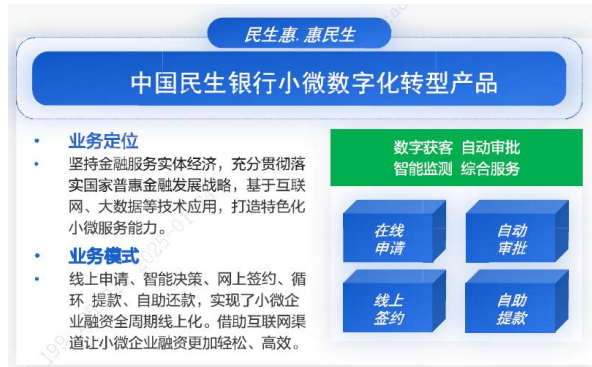 民生惠.惠民生
中国民生银行小微数字化转型产品
• 业务定位
• 坚持金融服务实体经济，充分贯彻落
实国家普惠金融发展战略，基于互联
网、大数据等技术应用，打造特色化
小微服务能力。
• 业务模式
• 线上申请、智能决策、网上签约、循
环 提款、自助还款，实现了小微企
业融资全周期线上化。借助互联网渠
道让小微企业融资更加轻松、高效。
数字获客 自动审批
智能监测 综合服务
在线
申请
自动
审批
线上
签约
自助
提款